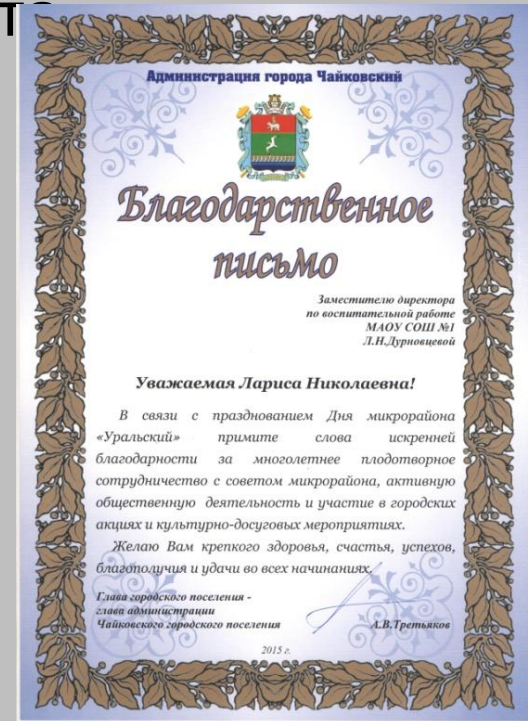 Администрация города Чайковский
Благодарственное
письмо
Заместителю директора
по воспитательной работе
МАОУ СОШ №1
Л.Н.Дурновцевой
Уважаемая Лариса Николаевна!
В связи с празднованием Дня микрорайона
«Уральский» примите слова искренней
благодарности за многолетнее плодотворное
сотрудничество с советом микрорайона, активную
общественную деятельность и участие в городских
акциях и культурно-досуговых мероприятиях.
Желаю Вам крепкого здоровья, счастья, успехов,
благополучия и удачи во всех начинаниях.
Глава городского поселения -
глава администрации
Чайковского городского поселения
А.В.Третьяков
2015 г.